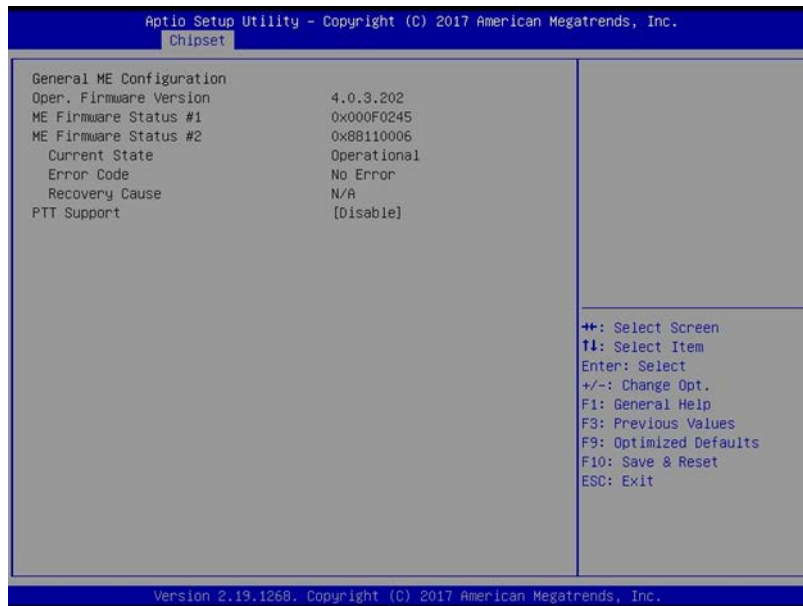 Aptio Setup Utility – Copyright (C) 2017 American Megatrends, Inc.
Chipset
General ME Configuration
Oper. Firmware Version 4.0.3.202
ME Firmware Status #1 0x000F0245
ME Firmware Status #2 0x88110006
Current State Operational
Error Code No Error
Recovery Cause N/A
PTT Support [Disable]
→←: Select Screen
↑↓: Select Item
Enter: Select
+/-: Change Opt.
F1: General Help
F3: Previous Values
F9: Optimized Defaults
F10: Save & Reset
ESC: Exit
Version 2.19.1268. Copyright (C) 2017 American Megatrends, Inc.